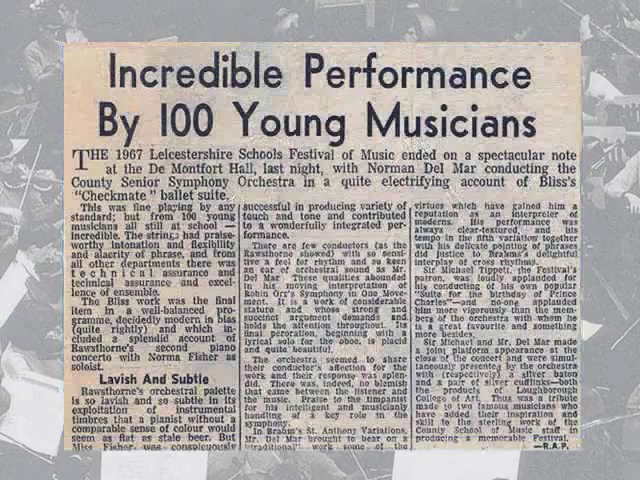 Incredible Performance
By 100 Young Musicians
THE 1967 Leicestershire Schools Festival of Music ended on a spectacular note
at the De Montfort Hall, last night, with Norman Del Mar conducting the
County Senior Symphony Orchestra in a quite electrifying account of Bliss's
"Checkmate" ballet suite.
This was fine playing by any
standard; but from 100 young
musicians all still at school —
incredible. The strings had praise-
worthy intonation and flexibility
and alacrity of phrase, and from
all other departments there was
technical assurance and
technical assurance and excel-
lence of ensemble.
The Bliss work was the final
item in a well-balanced pro-
gramme, decidedly modern in bias
(quite rightly) and which in-
cluded a splendid account of
Rawsthorne's second piano
concerto with Norma Fisher as
soloist.
Lavish And Subtle
Rawsthorne's orchestral palette
is so lavish and so subtle in its
exploitation of instrumental
timbres that a pianist without a
comparable sense of colour would
seem as flat as stale beer. But
Miss Fisher was conspicuously
successful in producing variety of
touch and tone and contributed
to a wonderfully integrated per-
formance.
There are few conductors (as the
Rawsthorne showed) with so sensi-
tive a feel for rhythm and so keen
an ear of orchestral sound as Mr.
Del Mar. These qualities abounded
in his moving interpretation of
Robin Orr's Symphony in One Move-
ment. It is a work of considerable
stature and whose strong and
succinct argument demands and
holds the attention throughout. Its
final peroration, beginning with a
lyrical solo for the oboe, is placid
and quite beautiful.
The orchestra seemed to share
their conductor's affection for the
work and their response was splen-
did. There was, indeed, no blemish
that came between the listener and
the music. Praise to the timpanist
for his intelligent and musicianly
handling of a key role in the
symphony.
In Brahm's St. Anthony Variations,
Mr. Del Mar brought to bear on a
"traditional" work some of the
virtues which have gained him a
reputation as an interpreter of
moderns. His performance was
always clear-textured, and his
tempo in the fifth variation together
with his delicate pointing of phrases
did justice to Brahms's delightful
interplay of cross rhythms.
Sir Michael Tippett, the Festival's
patron, was loudly applauded for
his conducting of his own popular
"Suite for the birthday of Prince
Charles"—and no-one applauded
him more vigorously than the mem-
bers of the orchestra with whom he
is a great favourite and something
more besides.
Sir Michael and Mr. Del Mar made
a joint platform appearance at the
close of the concert and were simul-
taneously presented by the orchestra
with (respectively) a silver baton
and a pair of silver cufflinks—both
the products of Loughborough
College of Art. Thus was a tribute
made to two famous musicians who
have added their inspiration and
skill to the sterling work of the
County School of Music staff in
producing a memorable Festival.
—R.A.P.